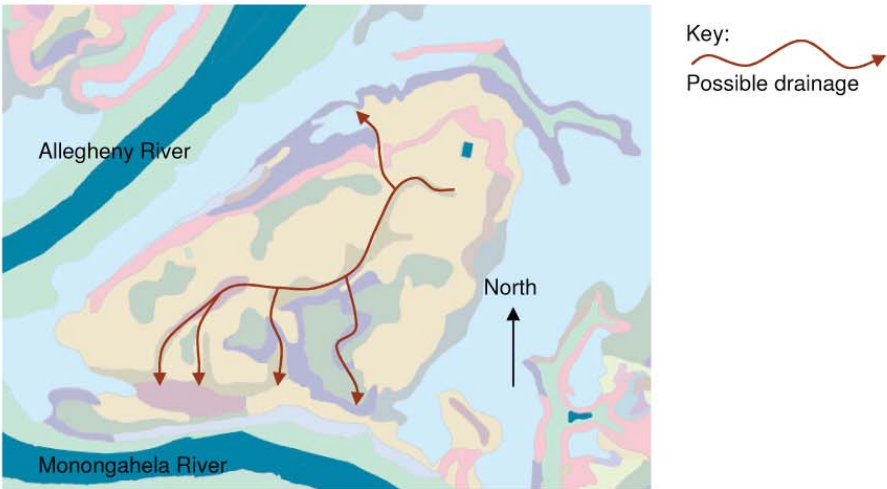 Key:
Possible drainage
Allegheny River
North
Monongahela River